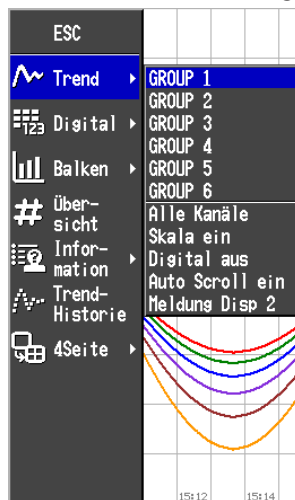 ESC
Trend
Digital
Balken
Über-
sicht
Infor-
mation
Trend-
Historie
4Seite
GROUP 1
GROUP 2
GROUP 3
GROUP 4
GROUP 5
GROUP 6
Alle Kanäle
Skala ein
Digital aus
Auto Scroll ein
Meldung Disp 2
15:12
15:14